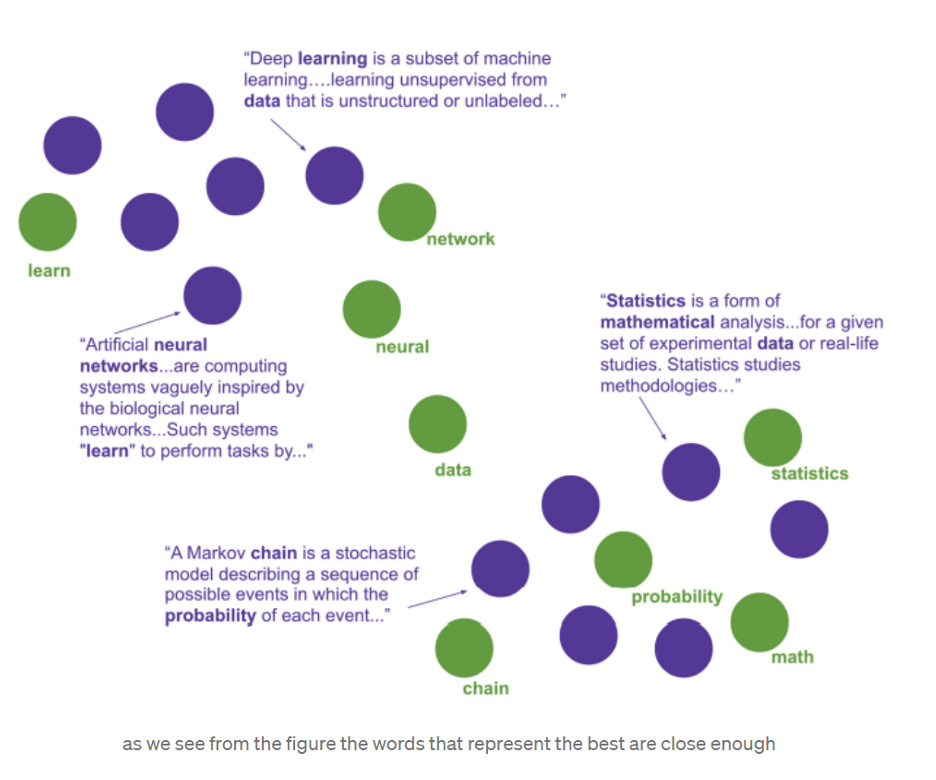 “Deep learning is a subset of machine
learning....learning unsupervised from
data that is unstructured or unlabeled...”
network
learn
“Statistics is a form of
mathematical analysis...for a given
set of experimental data or real-life
studies. Statistics studies
methodologies...”
neural
“Artificial neural
networks...are computing
systems vaguely inspired by
the biological neural
networks...Such systems
"learn" to perform tasks by..."
data
statistics
“A Markov chain is a stochastic
model describing a sequence of
possible events in which the
probability of each event...”
probability
math
chain
as we see from the figure the words that represent the best are close enough